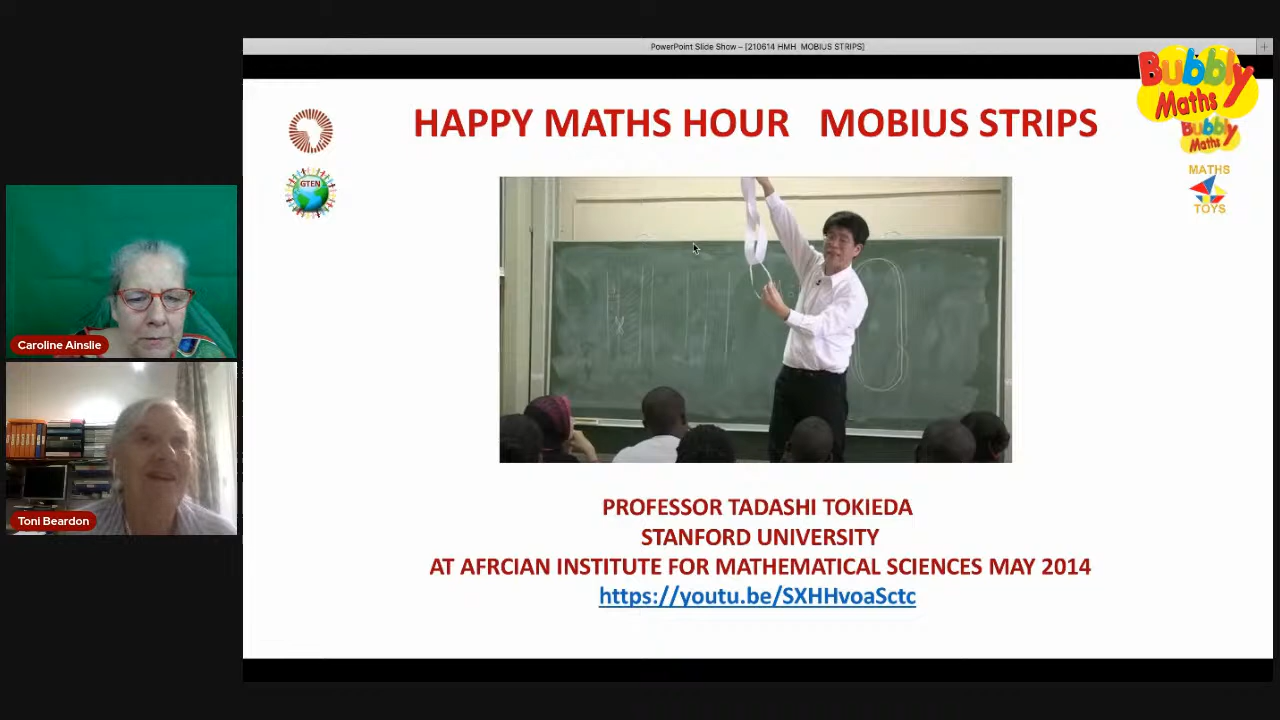 PowerPoint Slide Show – [210614 HMH MOBIUS STRIPS]
Bubbly
Maths
HAPPY MATHS HOUR MOBIUS STRIPS
Bubbly
Maths
GTEN
MATHS
TOYS
Caroline Ainslie
Toni Beardon
PROFESSOR TADASHI TOKIEDA
STANFORD UNIVERSITY
AT AFRCIAN INSTITUTE FOR MATHEMATICAL SCIENCES MAY 2014
https://youtu.be/SXHHvoaSctc